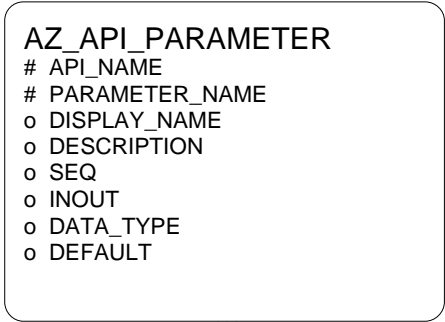 AZ_API_PARAMETER
# API_NAME
# PARAMETER_NAME
o DISPLAY_NAME
o DESCRIPTION
o SEQ
o INOUT
o DATA_TYPE
o DEFAULT